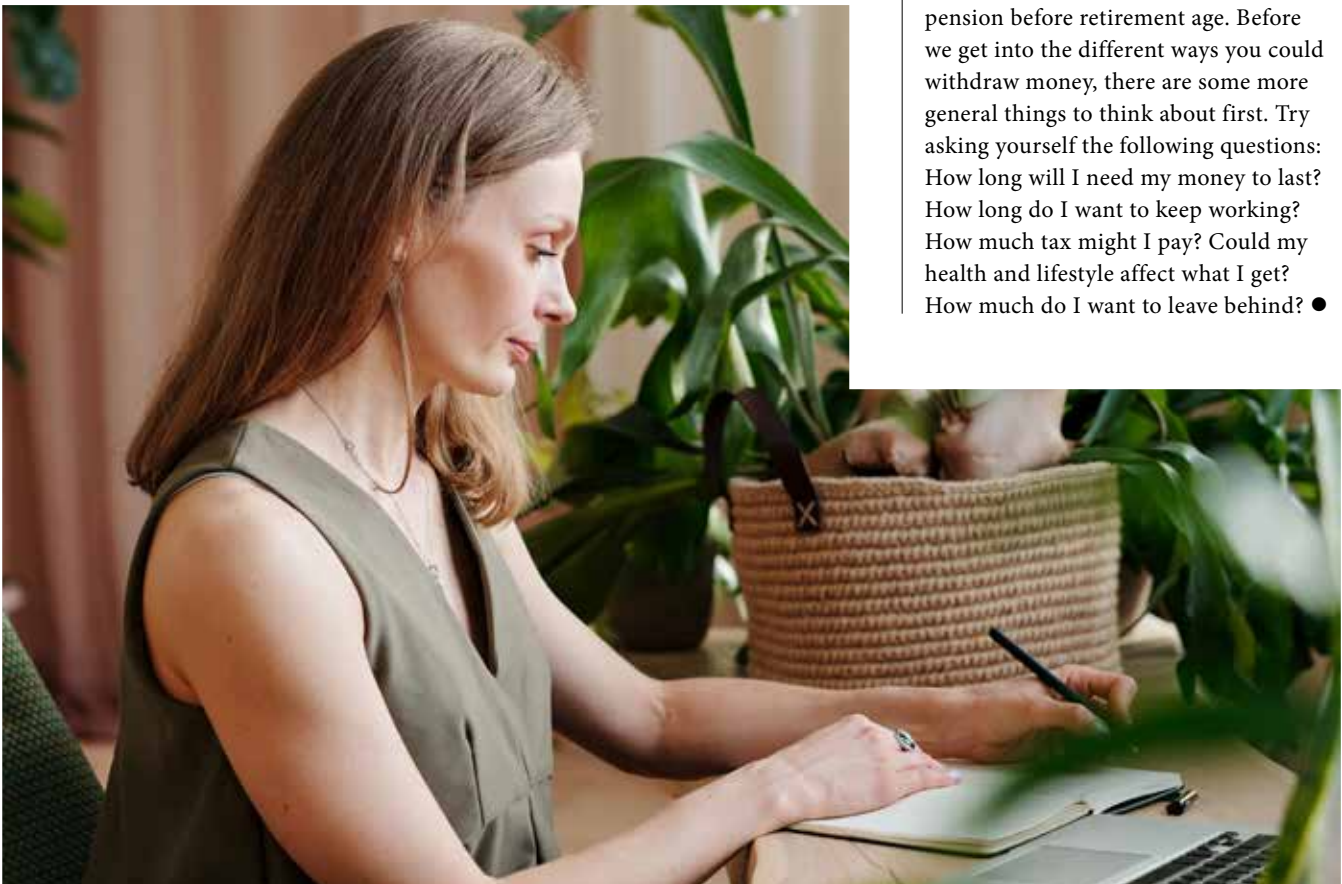 pension before retirement age. Before
we get into the different ways you could
withdraw money, there are some more
general things to think about first. Try
asking yourself the following questions:
How long will I need my money to last?
How long do I want to keep working?
How much tax might I pay? Could my
health and lifestyle affect what I get?
How much do I want to leave behind? ●